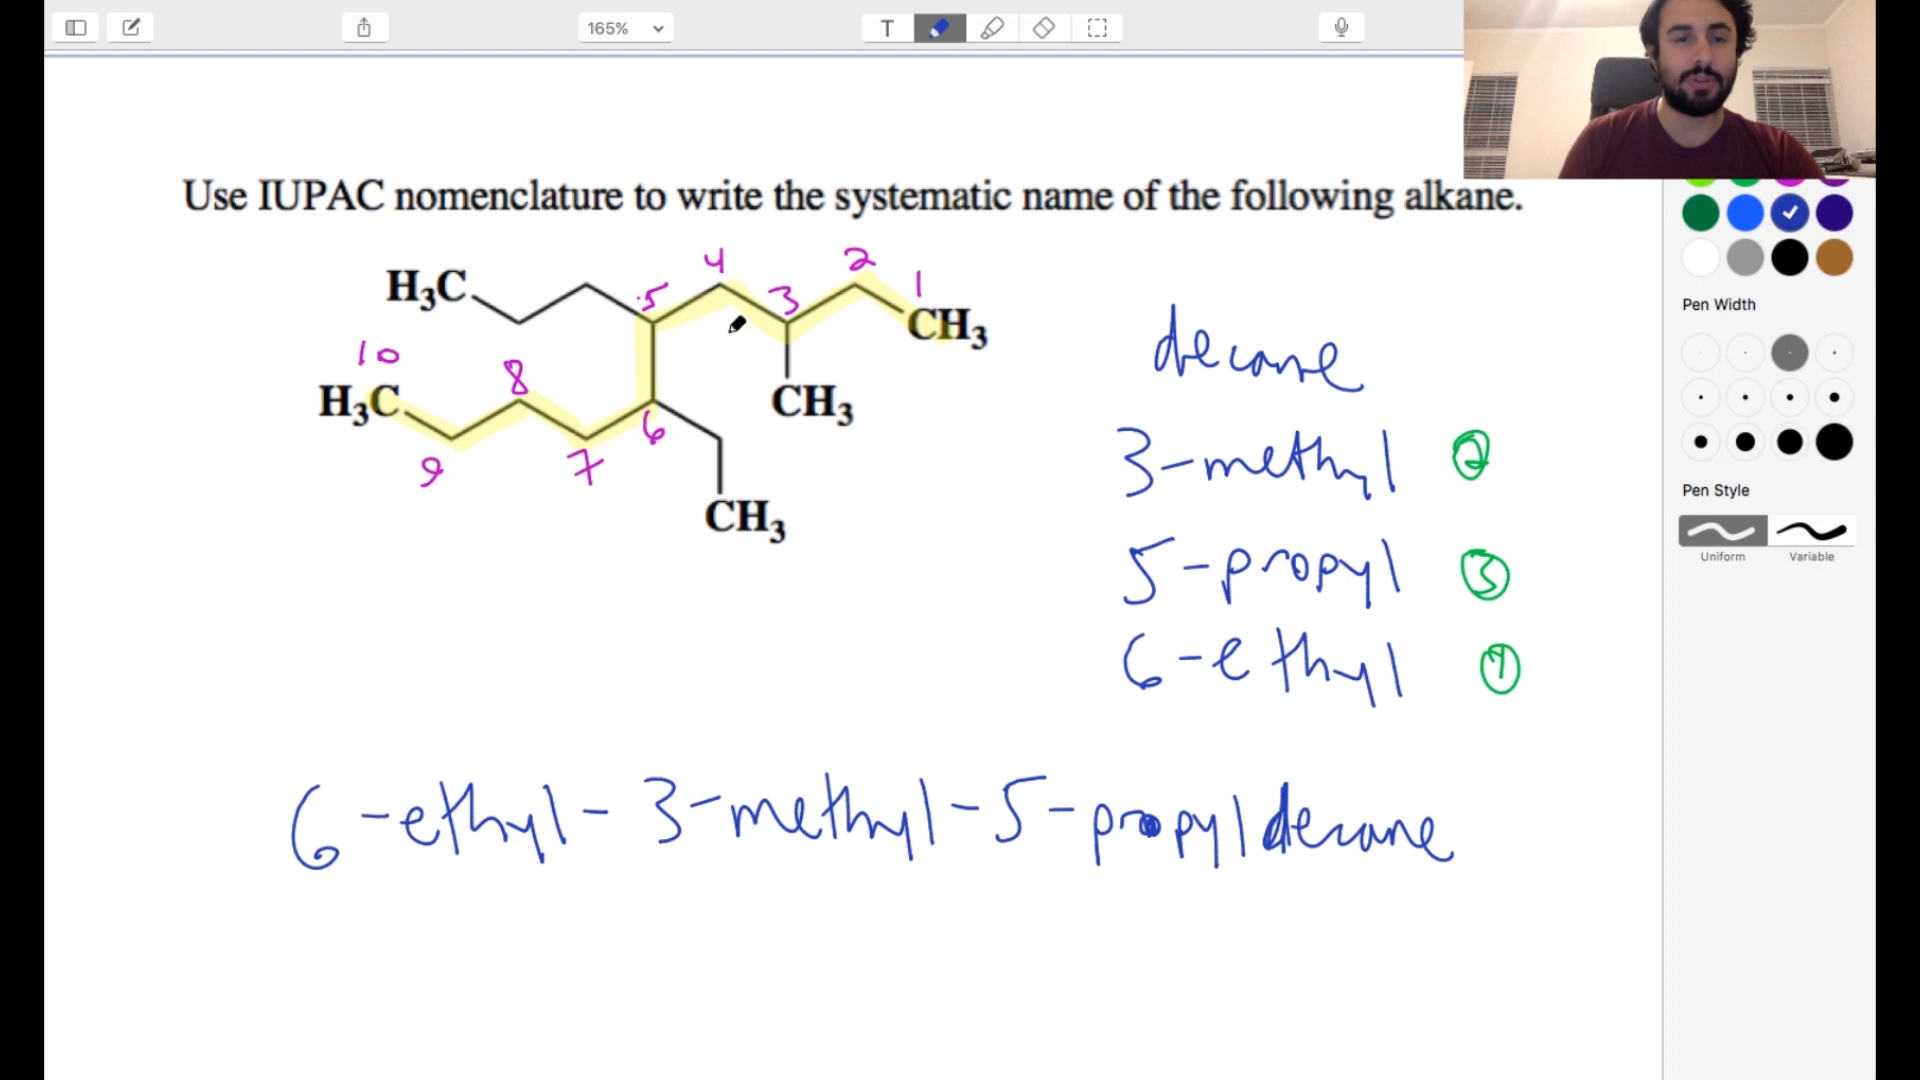 165%
T
Use IUPAC nomenclature to write the systematic name of the following alkane.
4
2
H3C
5
3
1
CH3
10
8
H3C
CH3
6
9
7
CH3
decane
3-methyl 2
5-propyl 3
6-ethyl 1
6-ethyl-3-methyl-5-propyldecane
Pen Width
Pen Style
Uniform
Variable